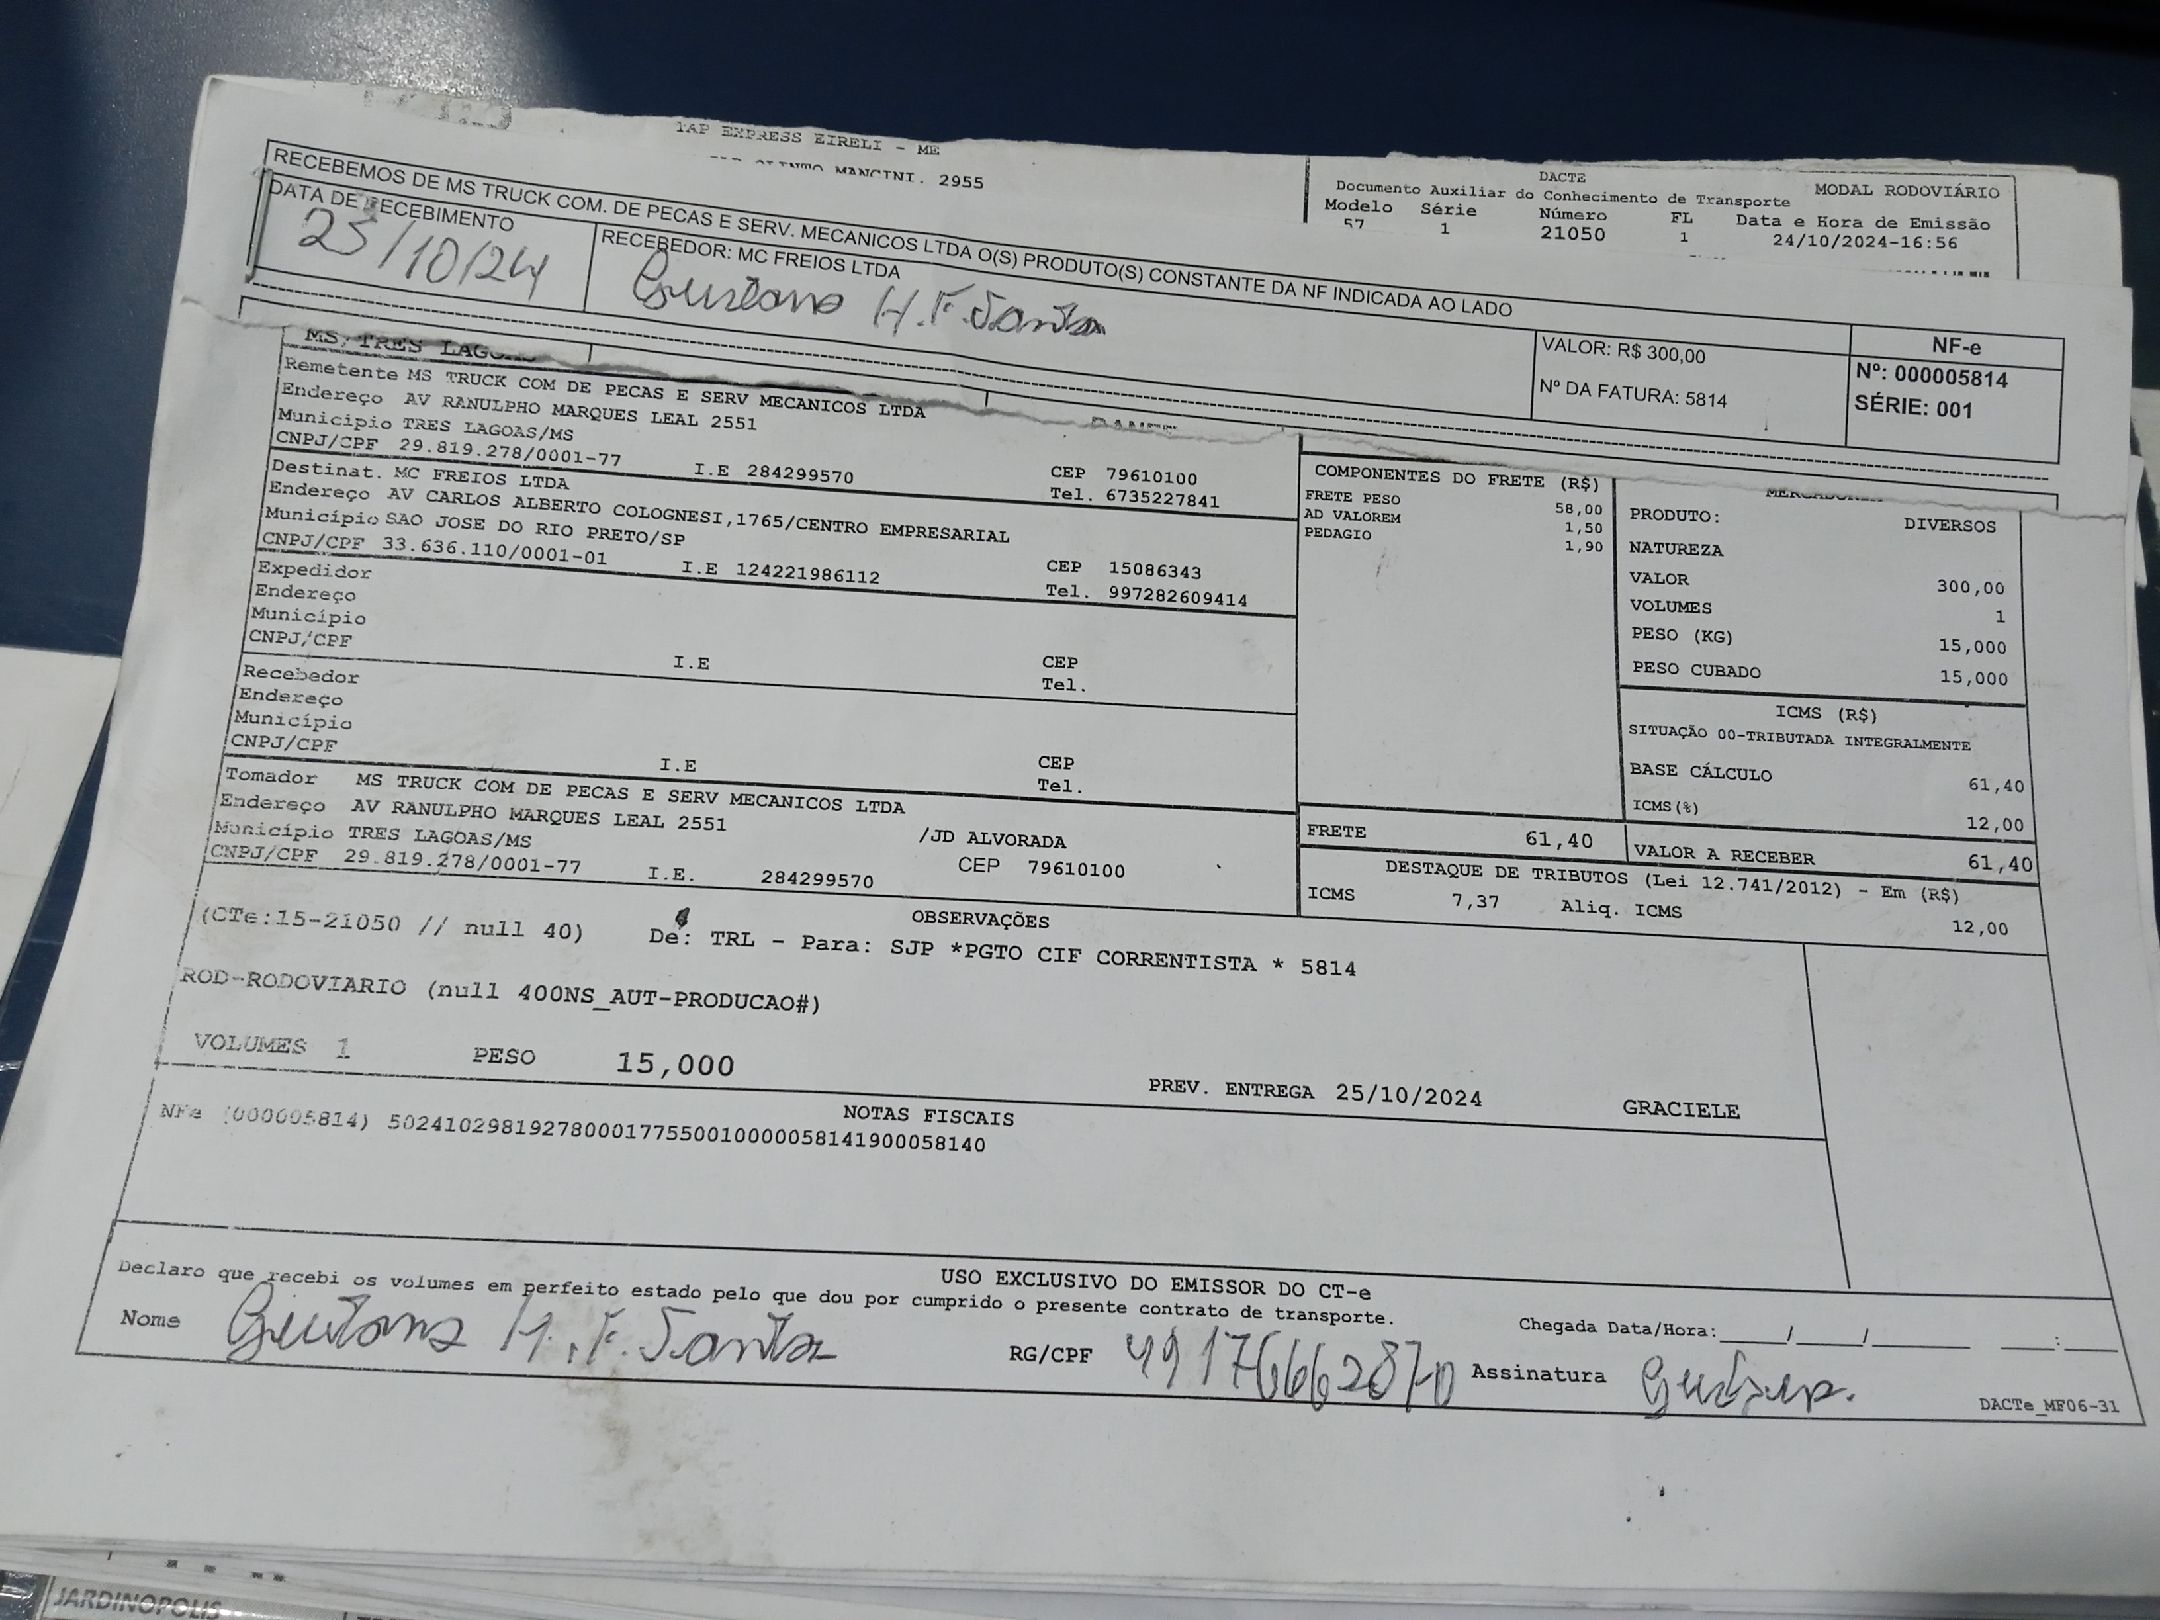 TAP EXPRESS EIRELI - ME
MANCINI, 2955
DACTE
MODAL RODOVIÁRIO
Documento Auxiliar do Conhecimento de Transporte
Modelo Série Número FL Data e Hora de Emissão
57 1 21050 1 24/10/2024-16:56
RECEBEMOS DE MS TRUCK COM. DE PECAS E SERV. MECANICOS LTDA O(S) PRODUTO(S) CONSTANTE DA NF INDICADA AO LADO
DATA DE RECEBIMENTO
25/10/24
RECEBEDOR: MC FREIOS LTDA
Gustavo H.F. Santa
VALOR: R$ 300,00
Nº DA FATURA: 5814
NF-e
Nº: 000005814
SÉRIE: 001
MS, TRES LAGOAS
DANFE
Remetente MS TRUCK COM DE PECAS E SERV MECANICOS LTDA
Endereço AV RANULPHO MARQUES LEAL 2551
Município TRES LAGOAS/MS
CEP 79610100
CNPJ/CPF 29.819.278/0001-77 I.E 284299570 Tel. 6735227841
Destinat. MC FREIOS LTDA
Endereço AV CARLOS ALBERTO COLOGNESI,1765/CENTRO EMPRESARIAL
Município SAO JOSE DO RIO PRETO/SP
CEP 15086343
CNPJ/CPF 33.636.110/0001-01 I.E 124221986112 Tel. 997282609414
Expedidor
Endereço
Município
CEP
CNPJ/CPF I.E Tel.
Recebedor
Endereço
Município
CEP
CNPJ/CPF I.E Tel.
Tomador MS TRUCK COM DE PECAS E SERV MECANICOS LTDA
Endereço AV RANULPHO MARQUES LEAL 2551 /JD ALVORADA
Município TRES LAGOAS/MS CEP 79610100
CNPJ/CPF 29.819.278/0001-77 I.E. 284299570
COMPONENTES DO FRETE (R$)
FRETE PESO 58,00
AD VALOREM 1,50
PEDAGIO 1,90
MERCADORIA
PRODUTO: DIVERSOS
NATUREZA
VALOR 300,00
VOLUMES 1
PESO (KG) 15,000
PESO CUBADO 15,000
ICMS (R$)
SITUAÇÃO 00-TRIBUTADA INTEGRALMENTE
BASE CÁLCULO 61,40
ICMS(%) 12,00
FRETE 61,40 VALOR A RECEBER 61,40
DESTAQUE DE TRIBUTOS (Lei 12.741/2012) - Em (R$)
ICMS 7,37 Aliq. ICMS 12,00
OBSERVAÇÕES
(CTe:15-21050 // null 40) De: TRL - Para: SJP *PGTO CIF CORRENTISTA * 5814
ROD-RODOVIARIO (null 400NS_AUT-PRODUCAO#)
VOLUMES 1 PESO 15,000 PREV. ENTREGA 25/10/2024 GRACIELE
NOTAS FISCAIS
NFe (000005814) 50241029819278000177550010000058141900058140
USO EXCLUSIVO DO EMISSOR DO CT-e
Declaro que recebi os volumes em perfeito estado pelo que dou por cumprido o presente contrato de transporte.
Chegada Data/Hora:____/____/______ ___:___
Nome Gustavo H.F. Santa RG/CPF 49176662870 Assinatura
DACTe_MF06-31
JARDINOPOLIS